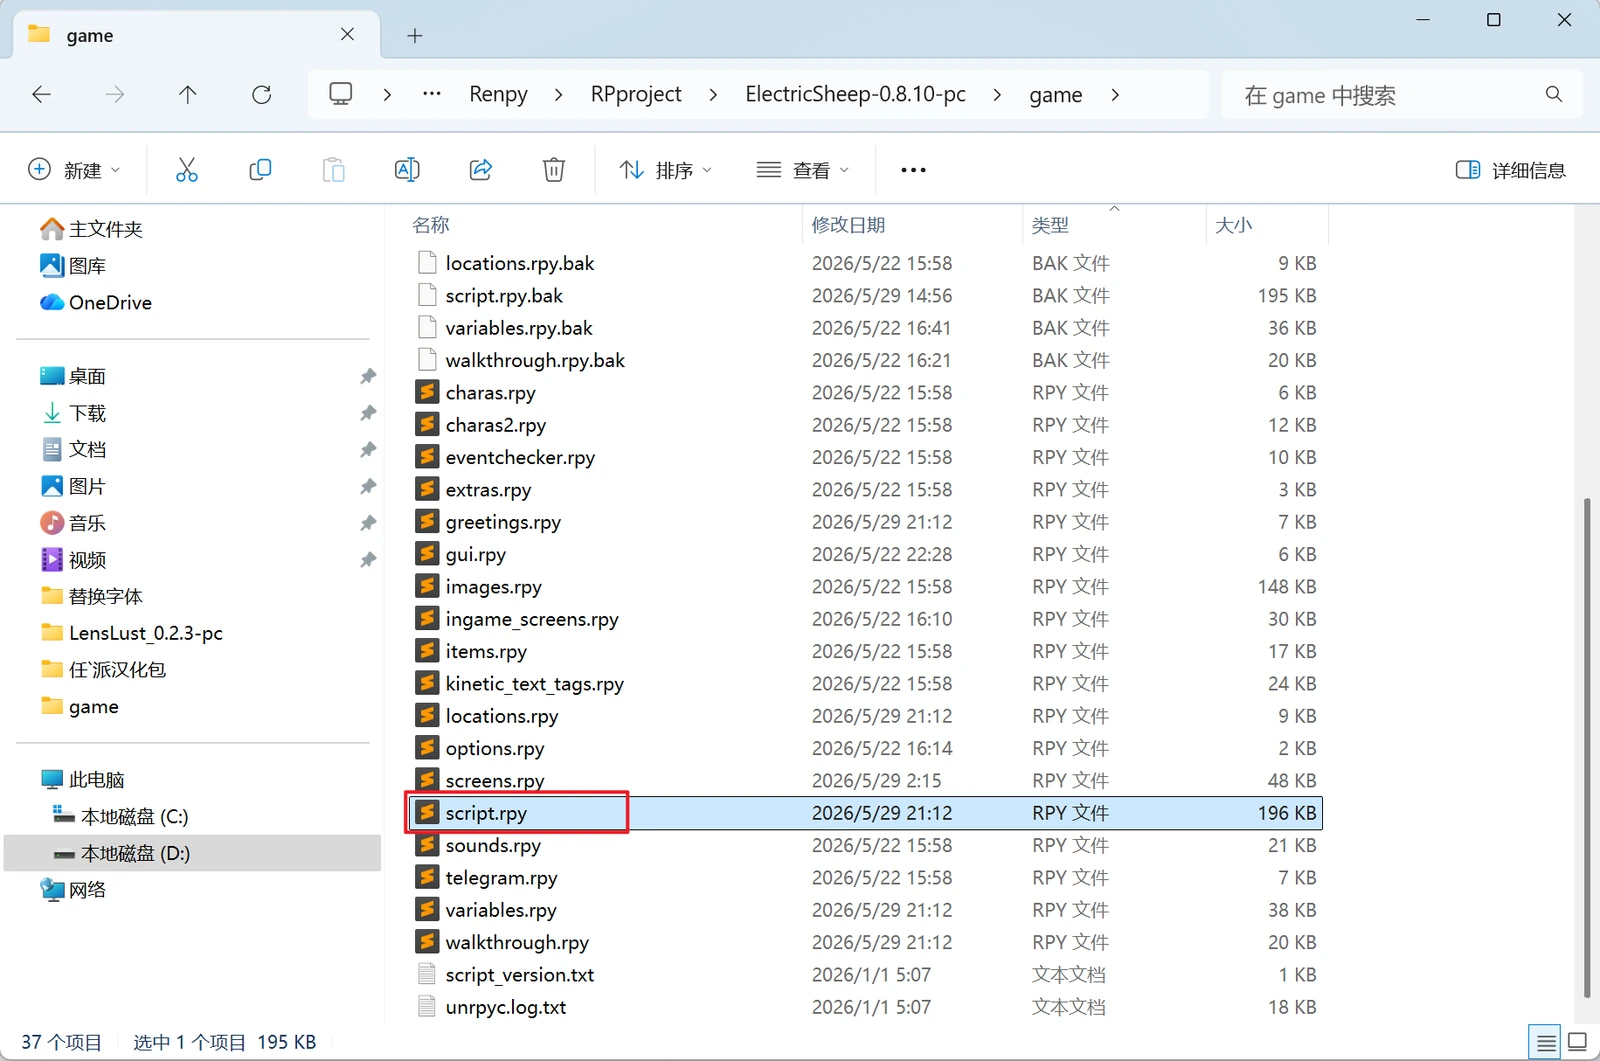 game
Renpy RPproject ElectricSheep-0.8.10-pc game 在 game 中搜索
新建 排序 查看 详细信息
主文件夹
图库
OneDrive
桌面
下载
文档
图片
音乐
视频
替换字体
LensLust_0.2.3-pc
任`派汉化包
game
此电脑
本地磁盘 (C:)
本地磁盘 (D:)
网络
名称 修改日期 类型 大小
locations.rpy.bak 2026/5/22 15:58 BAK 文件 9 KB
script.rpy.bak 2026/5/29 14:56 BAK 文件 195 KB
variables.rpy.bak 2026/5/22 16:41 BAK 文件 36 KB
walkthrough.rpy.bak 2026/5/22 16:21 BAK 文件 20 KB
charas.rpy 2026/5/22 15:58 RPY 文件 6 KB
charas2.rpy 2026/5/22 15:58 RPY 文件 12 KB
eventchecker.rpy 2026/5/22 15:58 RPY 文件 10 KB
extras.rpy 2026/5/22 15:58 RPY 文件 3 KB
greetings.rpy 2026/5/29 21:12 RPY 文件 7 KB
gui.rpy 2026/5/22 22:28 RPY 文件 6 KB
images.rpy 2026/5/22 15:58 RPY 文件 148 KB
ingame_screens.rpy 2026/5/22 16:10 RPY 文件 30 KB
items.rpy 2026/5/22 15:58 RPY 文件 17 KB
kinetic_text_tags.rpy 2026/5/22 15:58 RPY 文件 24 KB
locations.rpy 2026/5/29 21:12 RPY 文件 9 KB
options.rpy 2026/5/22 16:14 RPY 文件 2 KB
screens.rpy 2026/5/29 2:15 RPY 文件 48 KB
script.rpy 2026/5/29 21:12 RPY 文件 196 KB
sounds.rpy 2026/5/22 15:58 RPY 文件 21 KB
telegram.rpy 2026/5/22 15:58 RPY 文件 7 KB
variables.rpy 2026/5/29 21:12 RPY 文件 38 KB
walkthrough.rpy 2026/5/29 21:12 RPY 文件 20 KB
script_version.txt 2026/1/1 5:07 文本文档 1 KB
unrpyc.log.txt 2026/1/1 5:07 文本文档 18 KB
37 个项目 选中 1 个项目 195 KB